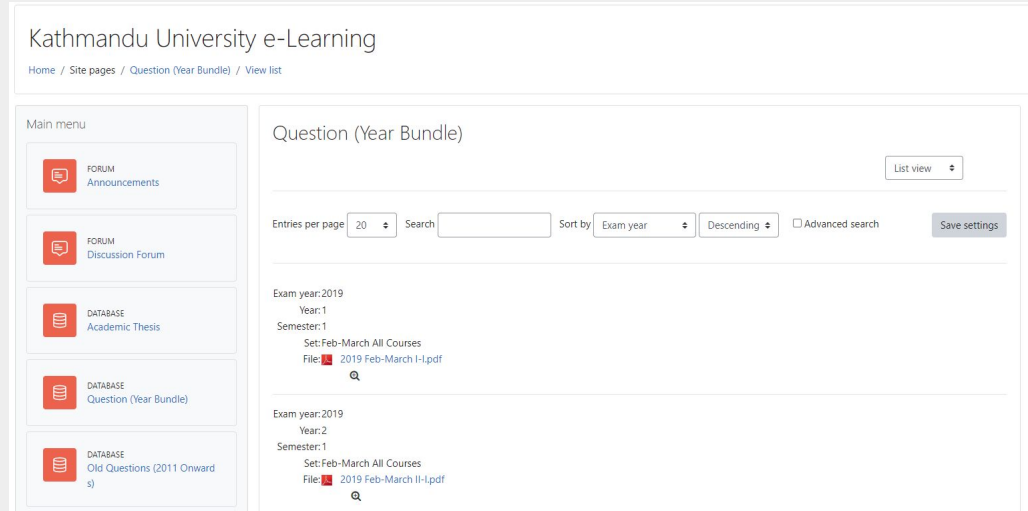 Kathmandu University e-Learning
Home / Site pages / Question (Year Bundle) / View list
Main menu
FORUM
Announcements
FORUM
Discussion Forum
DATABASE
Academic Thesis
DATABASE
Question (Year Bundle)
DATABASE
Old Questions (2011 Onward
s)
Question (Year Bundle)
List view
Entries per page 20 Search Sort by Exam year Descending Advanced search Save settings
Exam year:2019
Year:1
Semester:1
Set:Feb-March All Courses
File: 2019 Feb-March I-I.pdf
Exam year:2019
Year:2
Semester:1
Set:Feb-March All Courses
File: 2019 Feb-March II-I.pdf